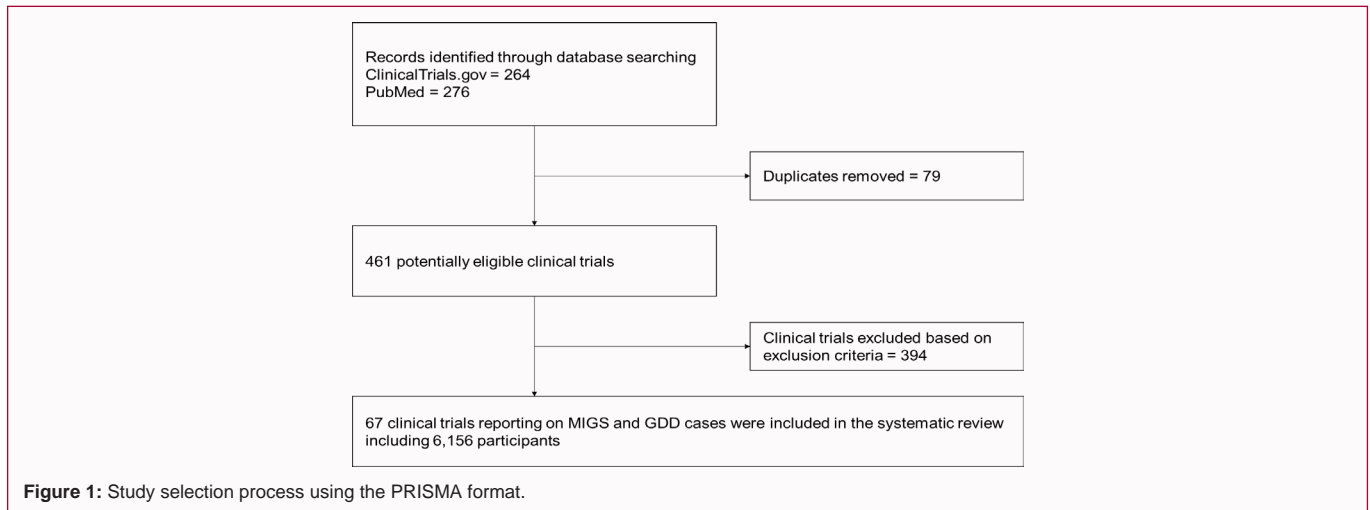 Records identified through database searching
ClinicalTrials.gov = 264
PubMed = 276
Duplicates removed = 79
461 potentially eligible clinical trials
Clinical trials excluded based on
exclusion criteria = 394
67 clinical trials reporting on MIGS and GDD cases were included in the systematic review
including 6,156 participants
Figure 1: Study selection process using the PRISMA format.